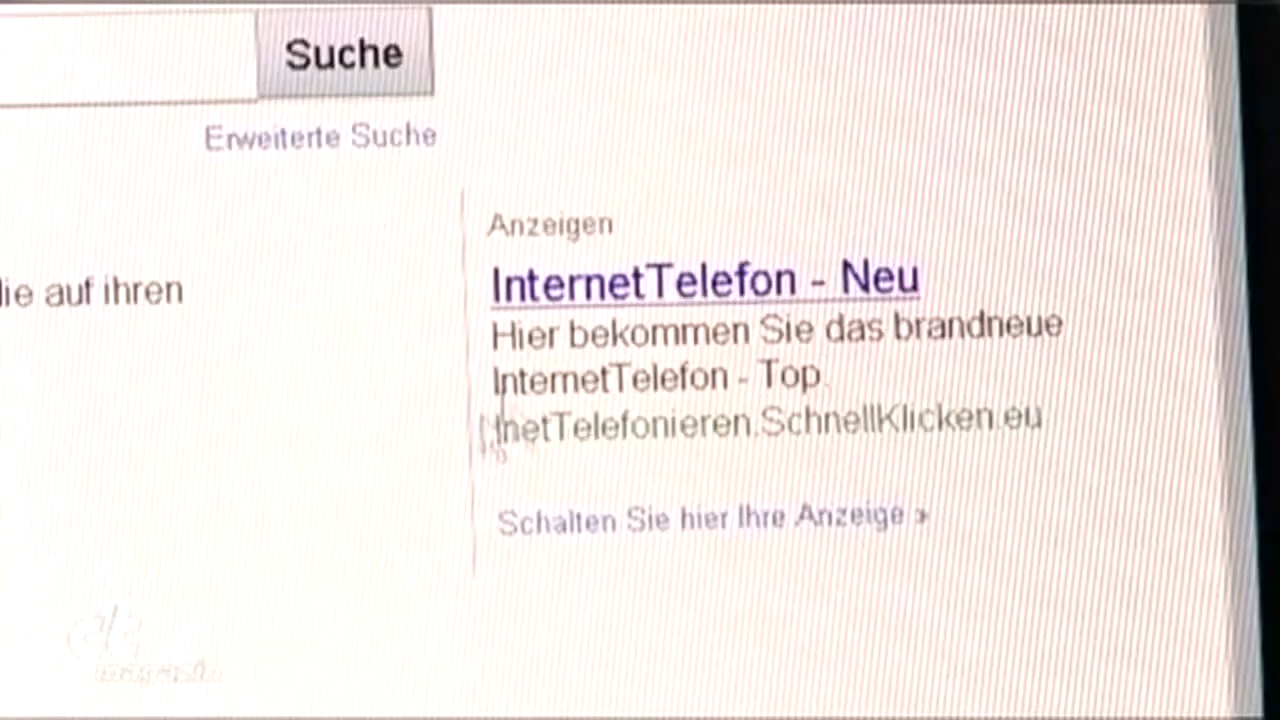 Suche
Erweiterte Suche
auf ihren
Anzeigen
InternetTelefon - Neu
Hier bekommen Sie das brandneue
InternetTelefon - Top.
InetTelefonieren.SchnellKlicken.eu
Schalten Sie hier Ihre Anzeige »